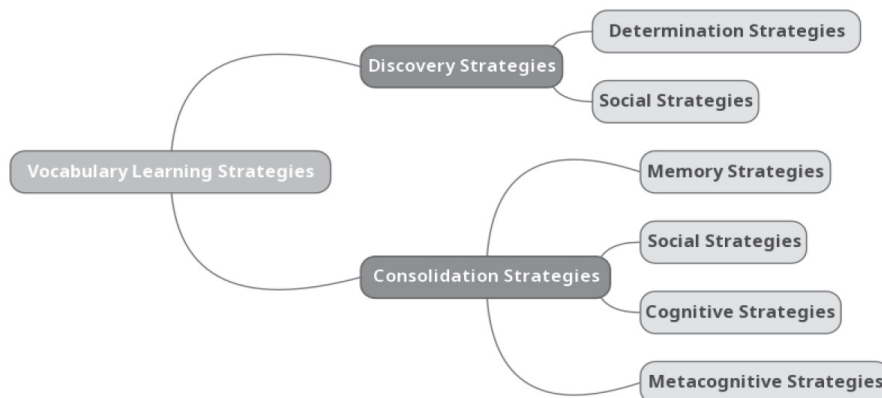 Vocabulary Learning Strategies
Discovery Strategies
Determination Strategies
Social Strategies
Consolidation Strategies
Memory Strategies
Social Strategies
Cognitive Strategies
Metacognitive Strategies